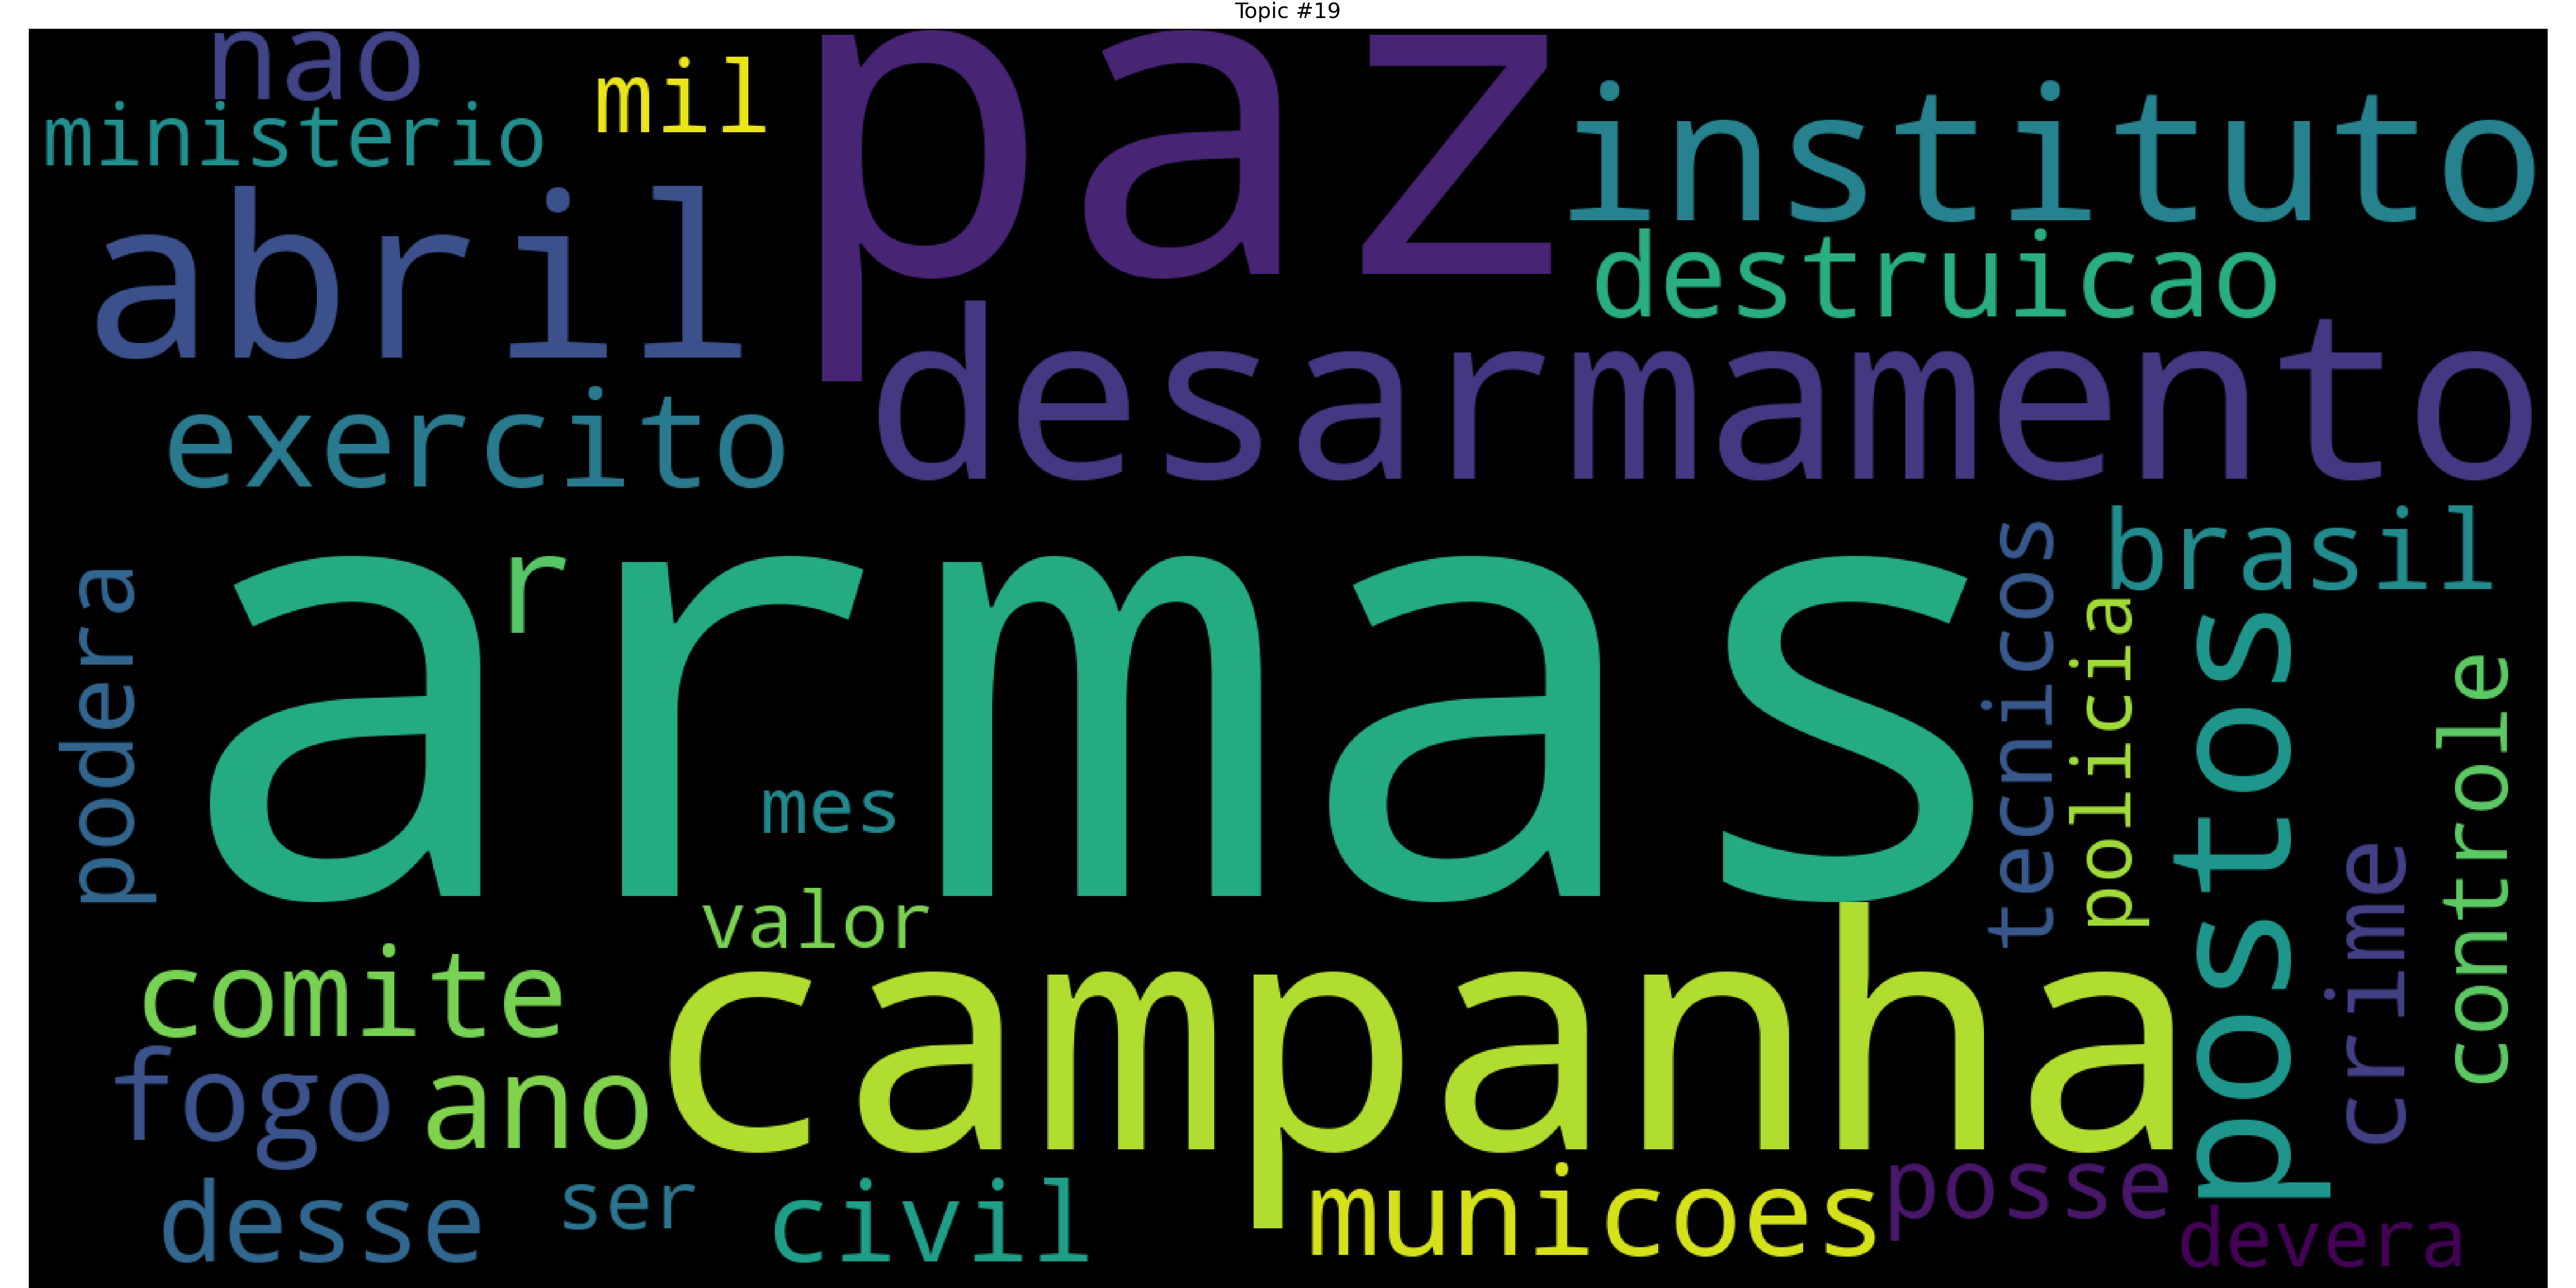 Topic #19
nao
mil
paz
instituto
ministerio
abril
destruicao
desarmamento
exercito
brasil
armas
r
podera
tecnicos
policia
postos
controle
mes
valor
crime
comite
campanha
fogo
ano
desse
ser
civil
municoes
posse
devera